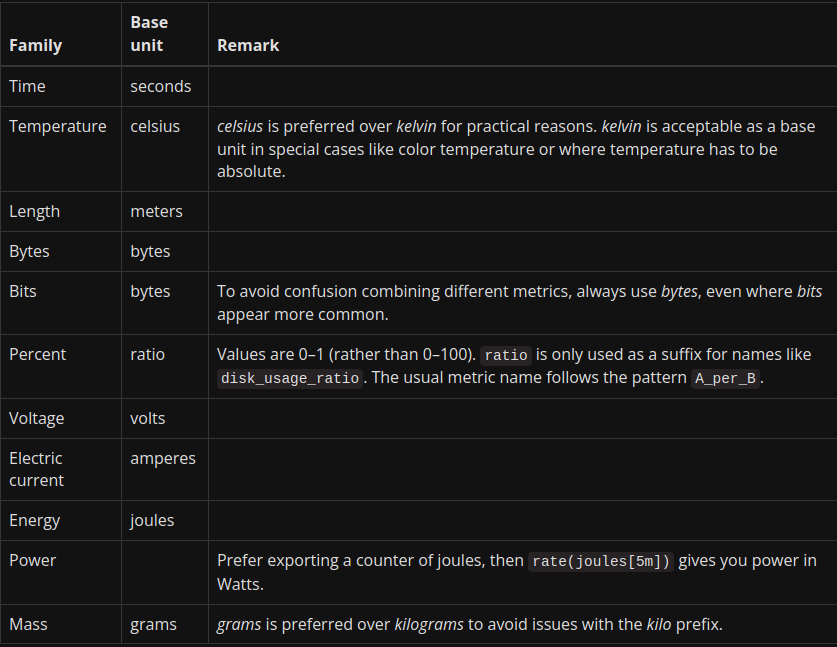 Family Base unit Remark
Time seconds
Temperature celsius celsius is preferred over kelvin for practical reasons. kelvin is acceptable as a base
unit in special cases like color temperature or where temperature has to be
absolute.
Length meters
Bytes bytes
Bits bytes To avoid confusion combining different metrics, always use bytes, even where bits
appear more common.
Percent ratio Values are 0–1 (rather than 0–100). ratio is only used as a suffix for names like
disk_usage_ratio. The usual metric name follows the pattern A_per_B.
Voltage volts
Electric current amperes
Energy joules
Power Prefer exporting a counter of joules, then rate(joules[5m]) gives you power in
Watts.
Mass grams grams is preferred over kilograms to avoid issues with the kilo prefix.